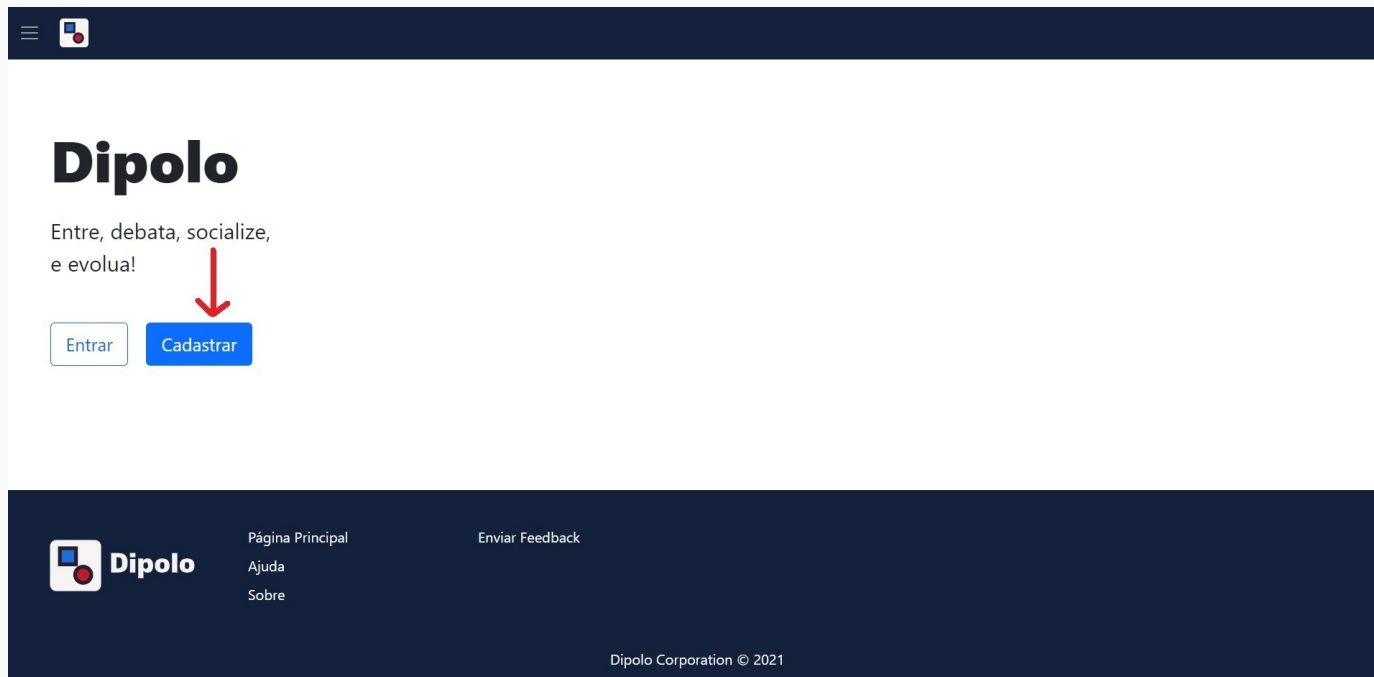 Dipolo
Entre, debata, socialize,
e evolua!
Entrar
Cadastrar
Dipolo
Página Principal
Ajuda
Sobre
Enviar Feedback
Dipolo Corporation © 2021